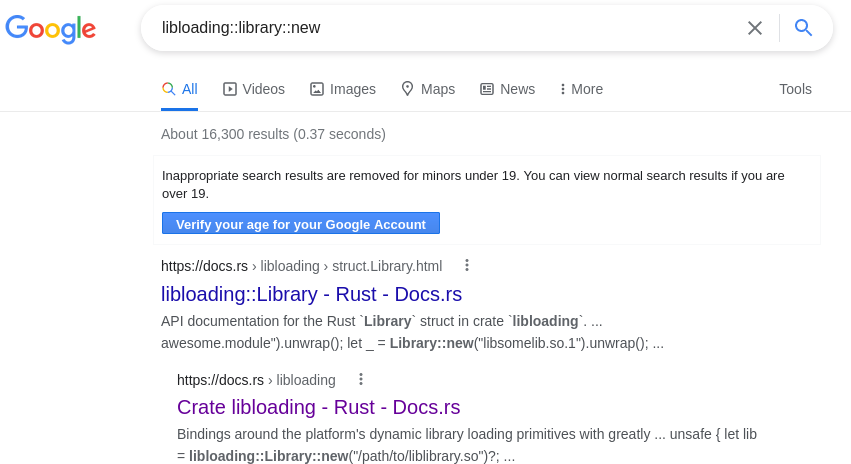 Google
libloading::library::new
All Videos Images Maps News More Tools
About 16,300 results (0.37 seconds)
Inappropriate search results are removed for minors under 19. You can view normal search results if you are
over 19.
Verify your age for your Google Account
https://docs.rs › libloading › struct.Library.html
libloading::Library - Rust - Docs.rs
API documentation for the Rust `Library` struct in crate `libloading`. ...
awesome.module").unwrap(); let _ = Library::new("libsomelib.so.1").unwrap(); ...
https://docs.rs › libloading
Crate libloading - Rust - Docs.rs
Bindings around the platform's dynamic library loading primitives with greatly ... unsafe { let lib
= libloading::Library::new("/path/to/liblibrary.so")?; ...